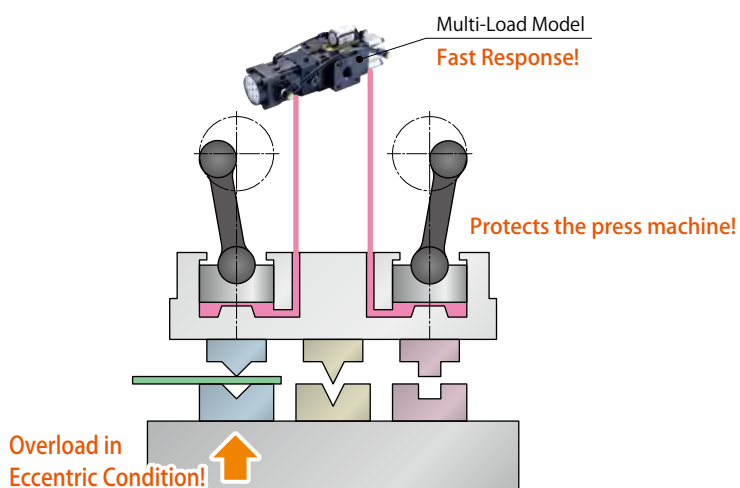 Multi-Load Model
Fast Response!
Protects the press machine!
Overload in
Eccentric Condition!